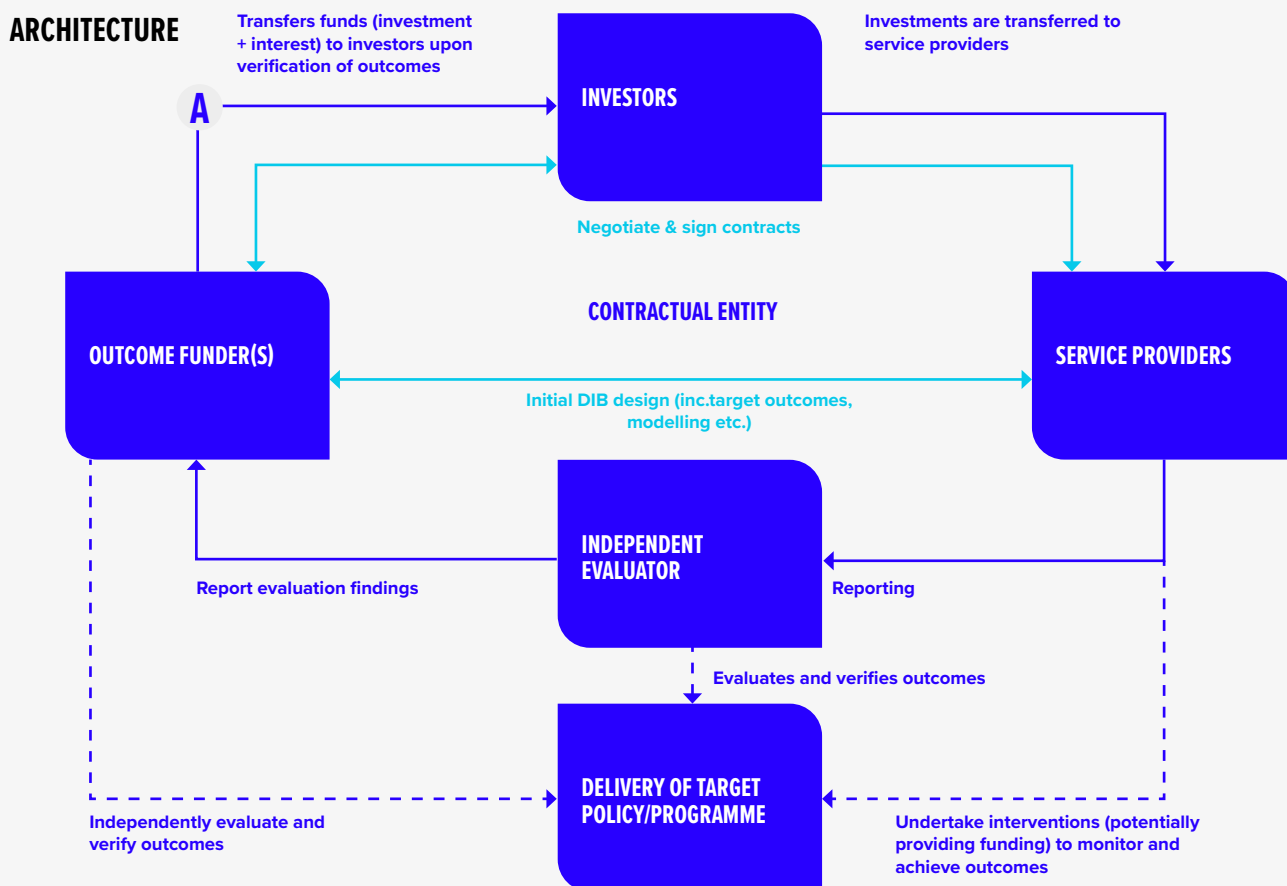 ARCHITECTURE
Transfers funds (investment
+ interest) to investors upon
verification of outcomes
Investments are transferred to
service providers
A
INVESTORS
Negotiate & sign contracts
CONTRACTUAL ENTITY
OUTCOME FUNDER(S)
SERVICE PROVIDERS
Initial DIB design (inc.target outcomes,
modelling etc.)
INDEPENDENT
EVALUATOR
Report evaluation findings
Reporting
Evaluates and verifies outcomes
DELIVERY OF TARGET
POLICY/PROGRAMME
Independently evaluate and
verify outcomes
Undertake interventions (potentially
providing funding) to monitor and
achieve outcomes